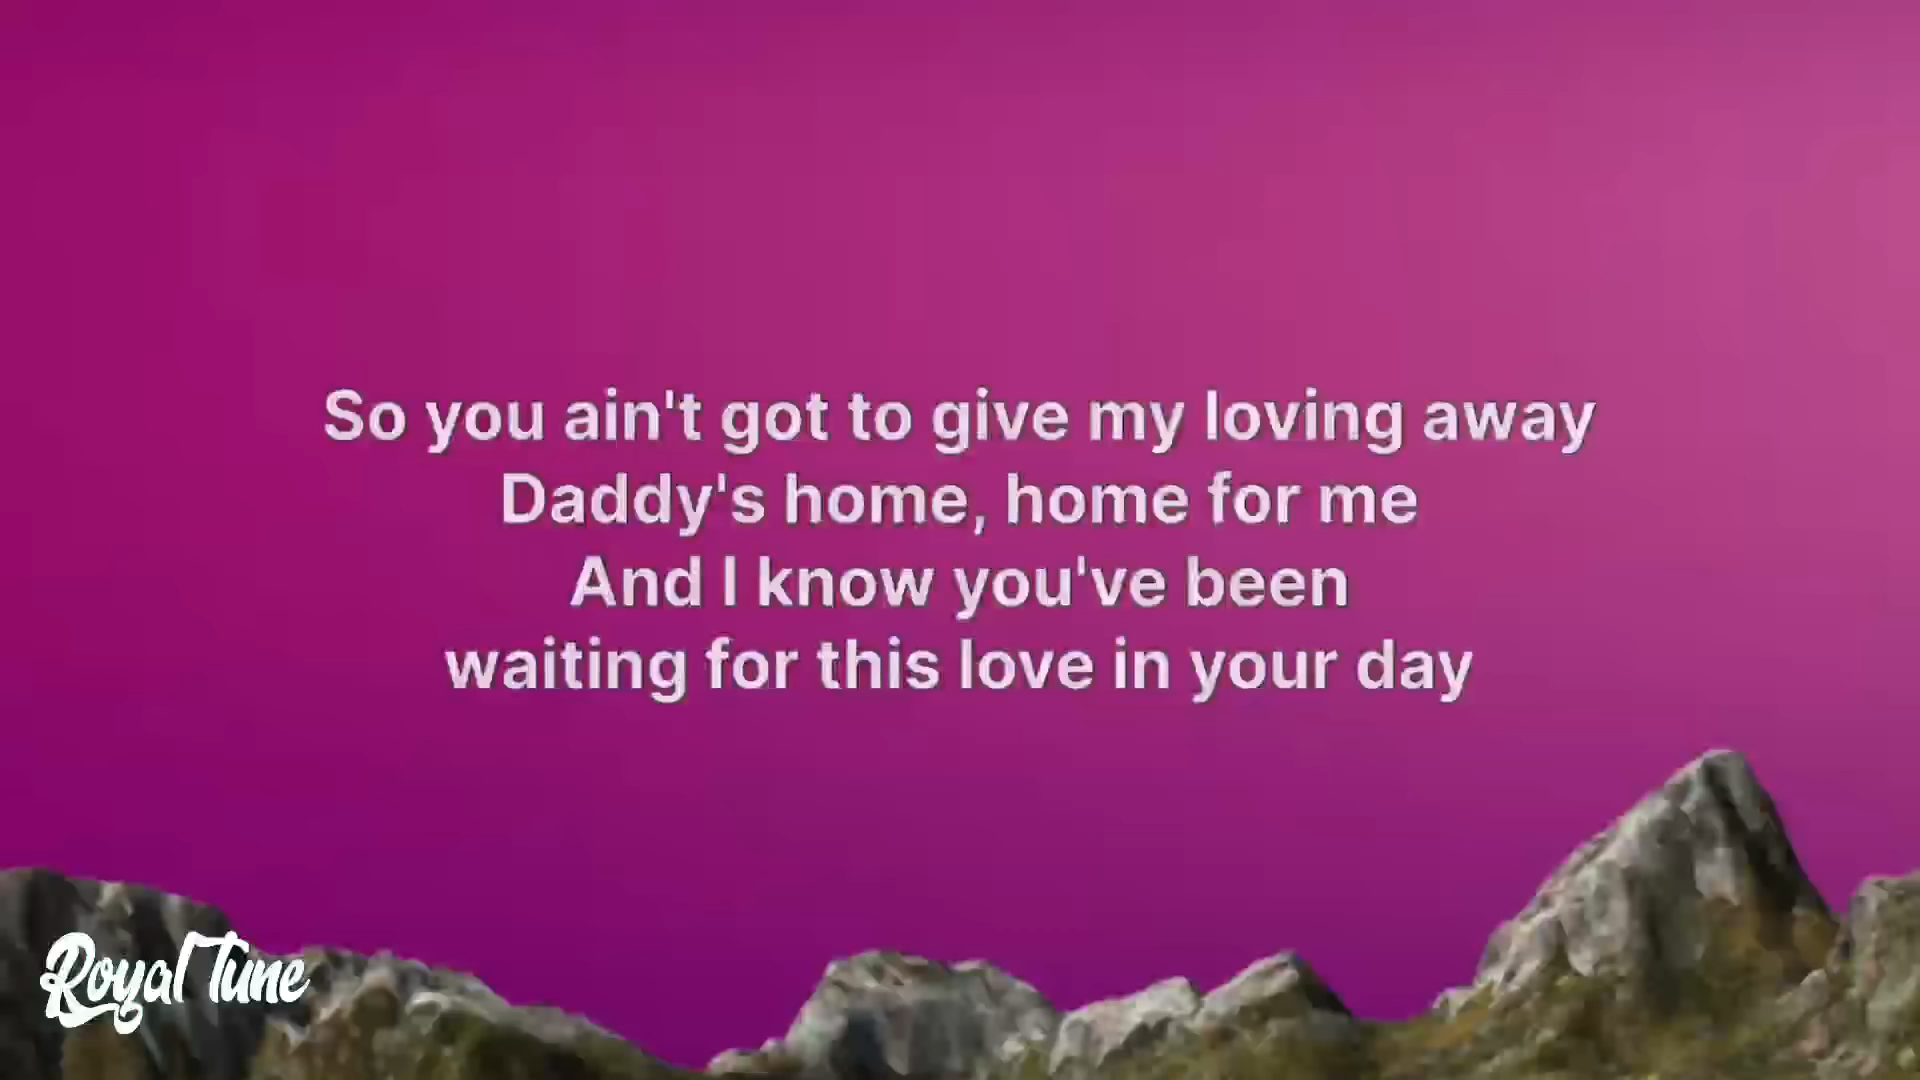 So you ain't got to give my loving away
Daddy's home, home for me
And I know you've been
waiting for this love in your day
Royal Tune